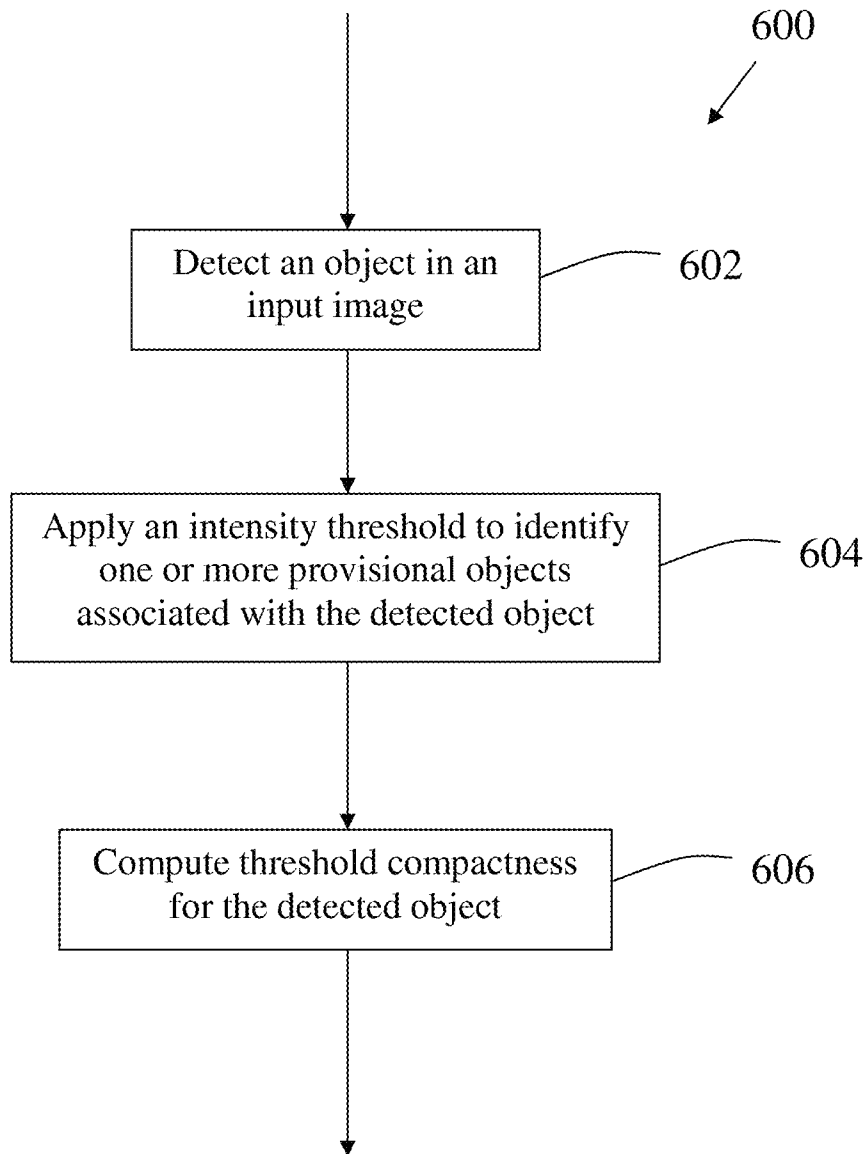 600
Detect an object in an
input image
602
Apply an intensity threshold to identify
one or more provisional objects
associated with the detected object
604
Compute threshold compactness
for the detected object
606